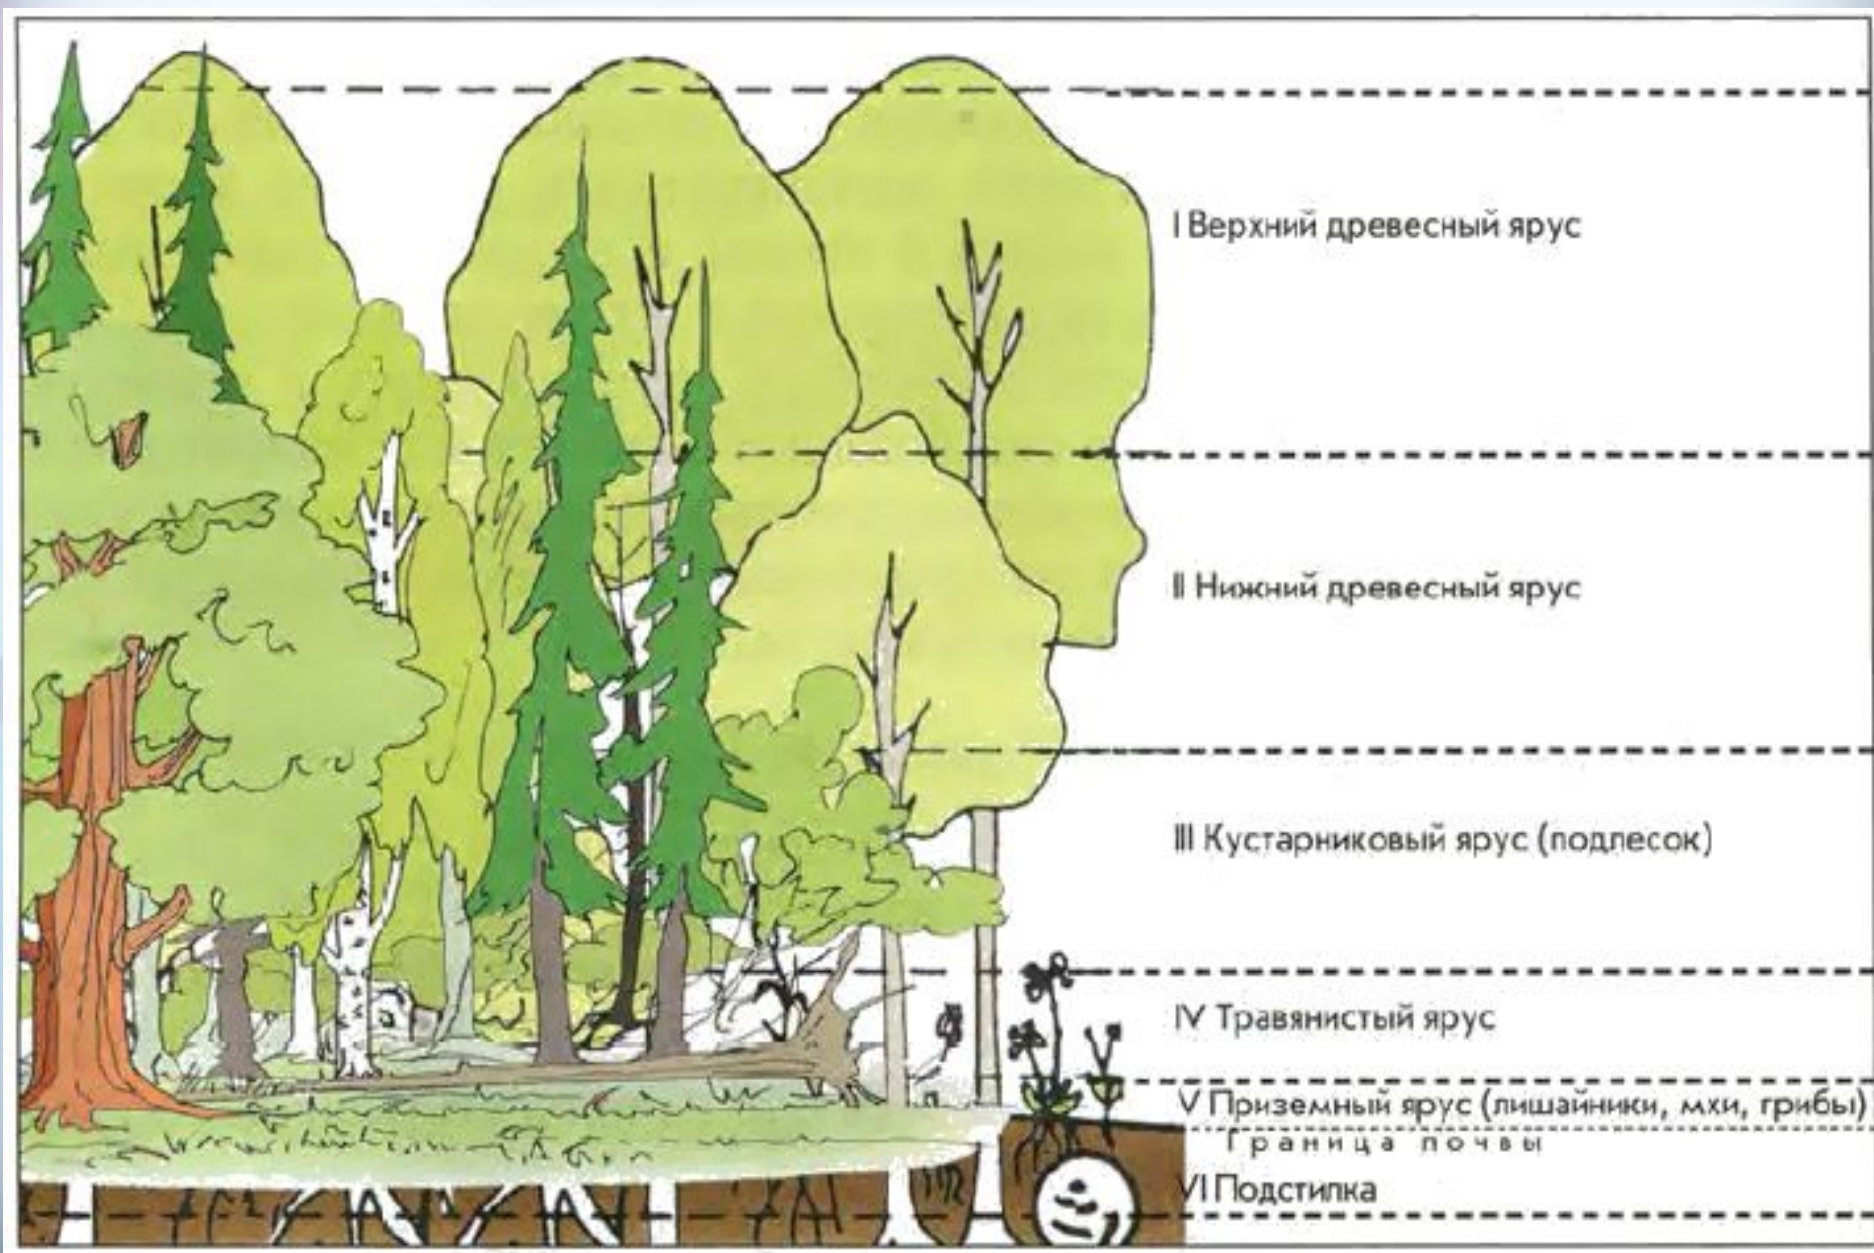 I Верхний древесный ярус
II Нижний древесный ярус
III Кустарниковый ярус (подлесок)
IV Травянистый ярус
V Приземный ярус (лишайники, мхи, грибы)
Граница почвы
VI Подстилка